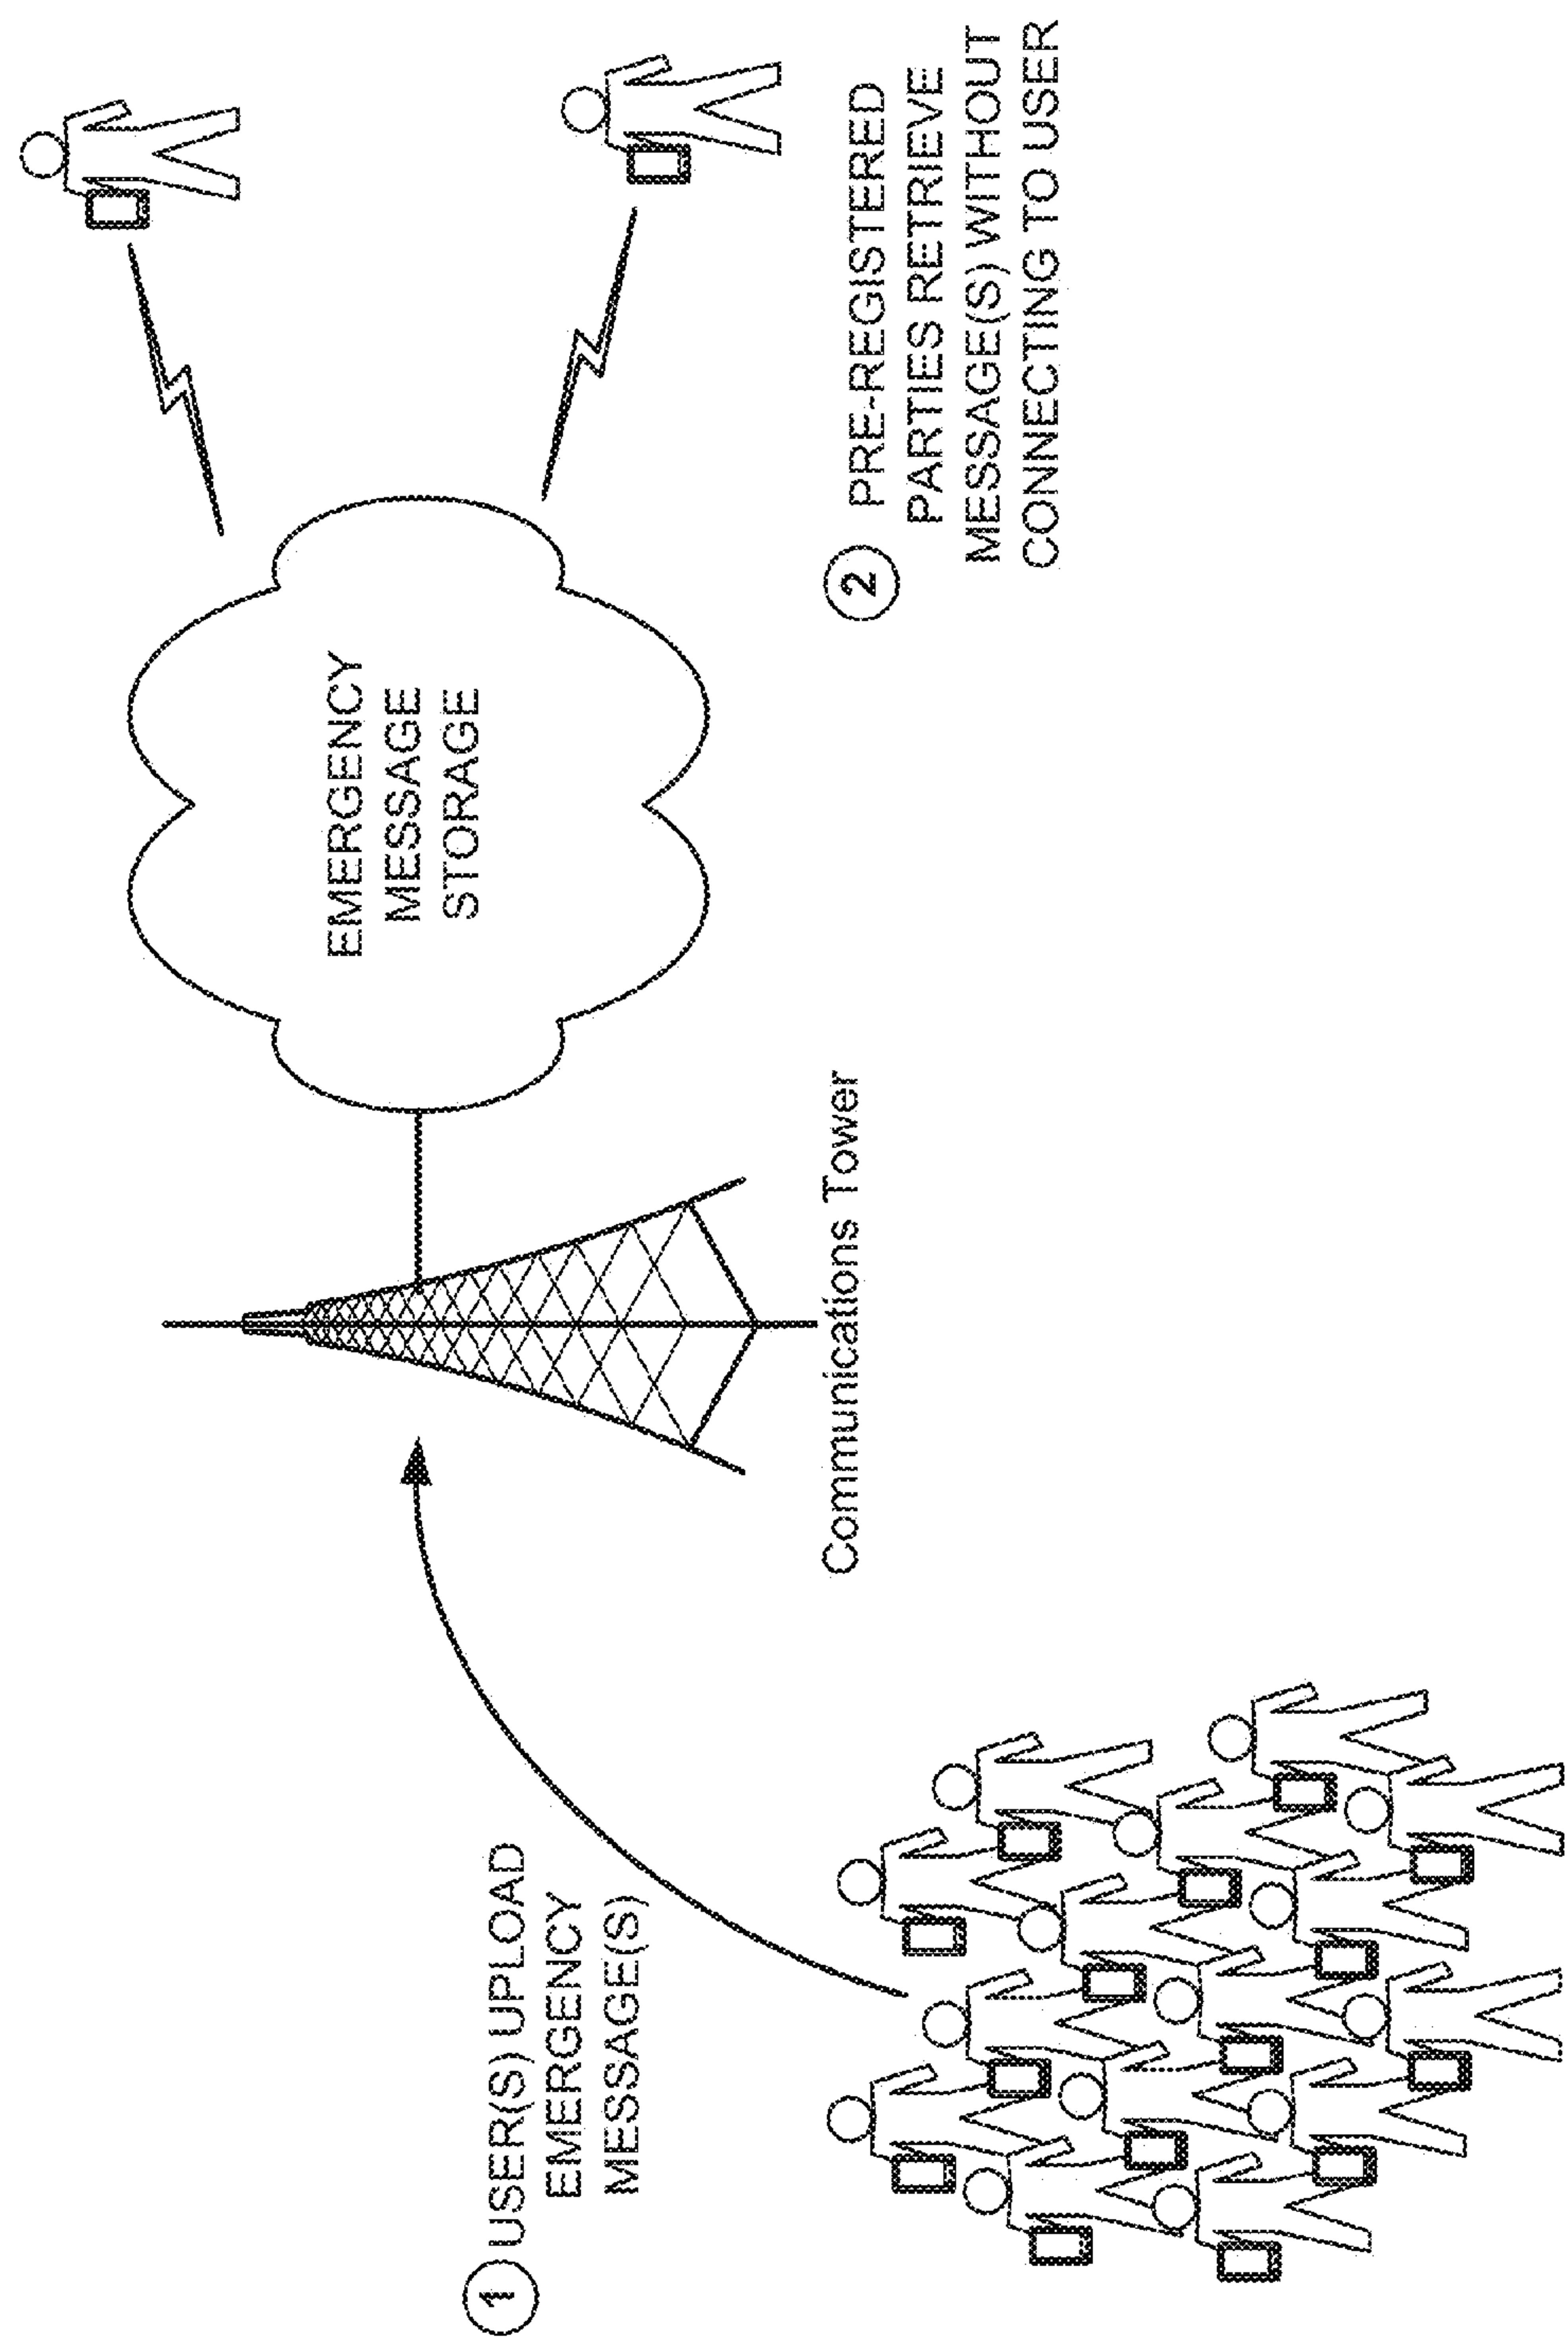 1 USER(S) UPLOAD
EMERGENCY
MESSAGE(S)
Communications Tower
EMERGENCY
MESSAGE
STORAGE
2 PRE-REGISTERED
PARTIES RETRIEVE
MESSAGE(S) WITHOUT
CONNECTING TO USER